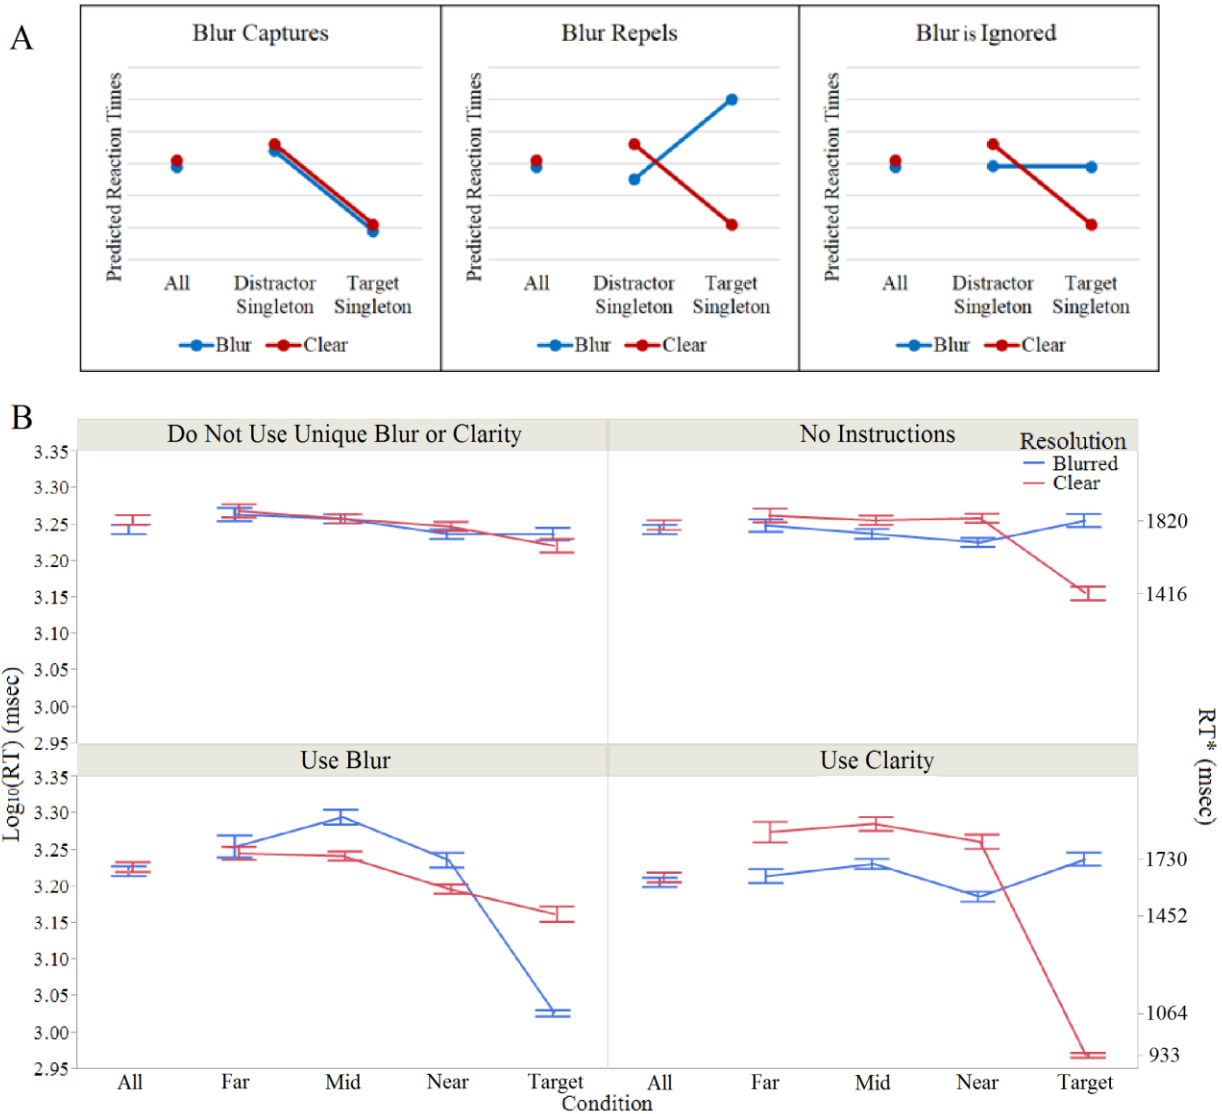 A
Blur Captures
Blur Repels
Blur is Ignored
Predicted Reaction Times
Predicted Reaction Times
Predicted Reaction Times
All
Distractor Singleton
Target Singleton
All
Distractor Singleton
Target Singleton
All
Distractor Singleton
Target Singleton
Blur Clear
Blur Clear
Blur Clear
B
Do Not Use Unique Blur or Clarity
No Instructions
Resolution
Blurred
Clear
3.35
3.30
3.25
3.20
3.15
3.10
3.05
3.00
2.95
1820
1416
Log10(RT) (msec)
RT* (msec)
Use Blur
Use Clarity
3.35
3.30
3.25
3.20
3.15
3.10
3.05
3.00
2.95
1730
1452
1064
933
All Far Mid Near Target All Far Mid Near Target
Condition